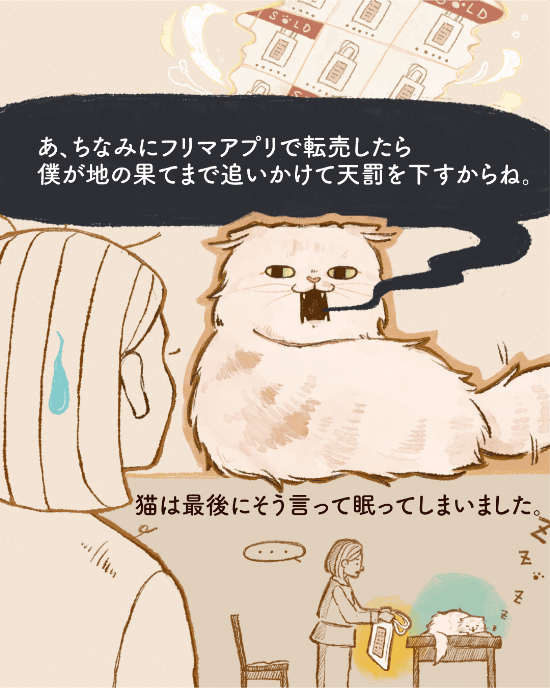 SOLD
SOLD
あ、ちなみにフリマアプリで転売したら
僕が地の果てまで追いかけて天罰を下すからね。
猫は最後にそう言って眠ってしまいました。
z
z
z
z
z
z